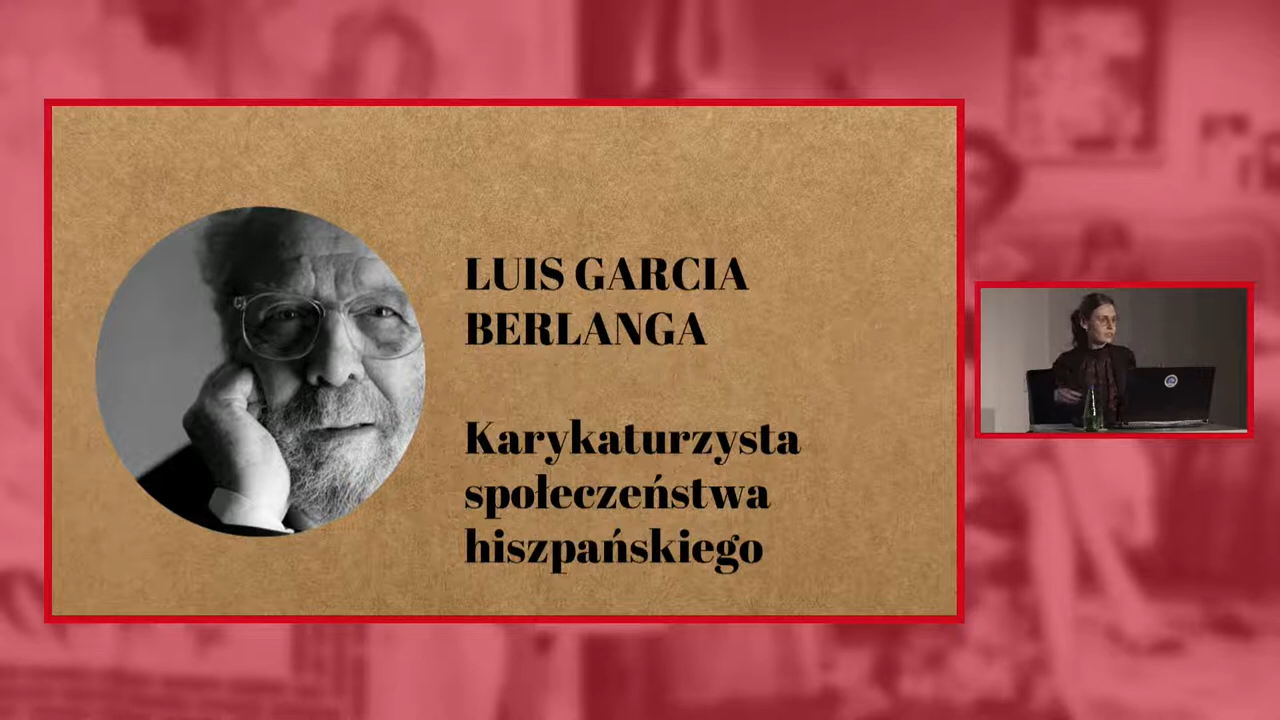 LUIS GARCIA
BERLANGA
Karykaturzysta
społeczeństwa
hiszpańskiego